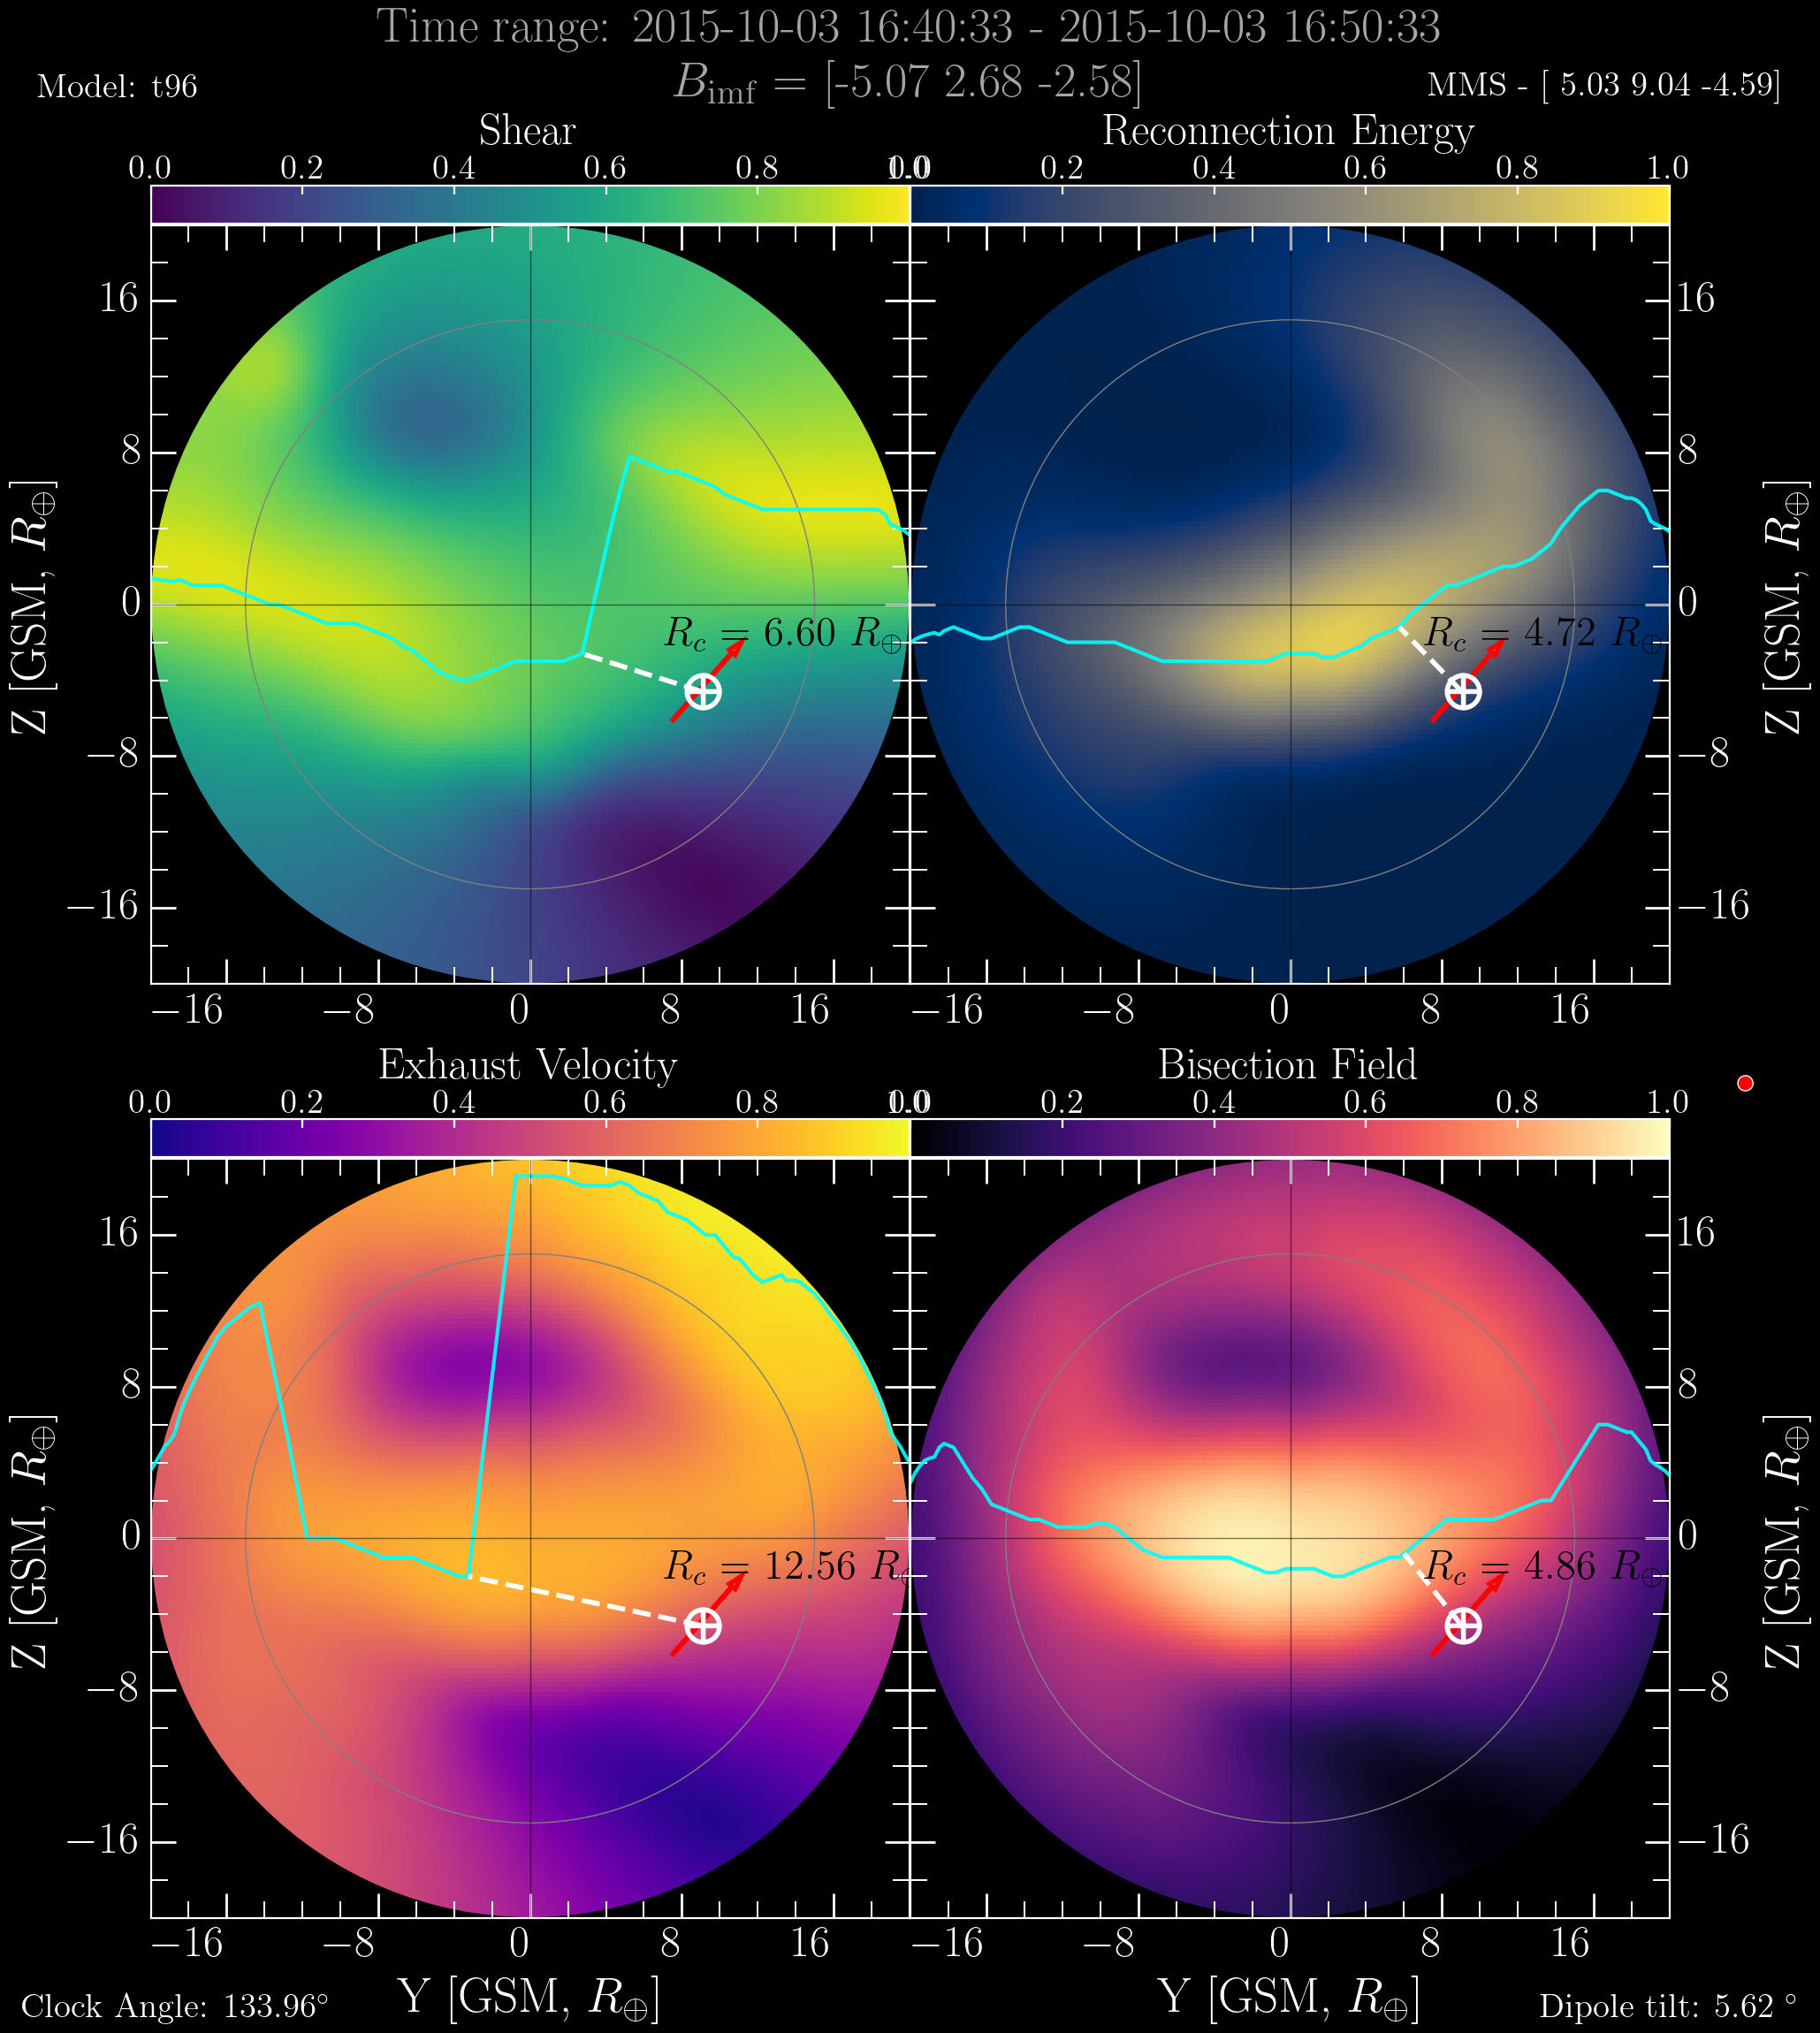 Time range: 2015-10-03 16:40:33 - 2015-10-03 16:50:33
Model: t96
B_imf = [-5.07 2.68 -2.58]
MMS - [ 5.03 9.04 -4.59]
Shear
Reconnection Energy
0.0 0.2 0.4 0.6 0.8 1.0
0.0 0.2 0.4 0.6 0.8 1.0
16
8
0
−8
−16
Z [GSM, R⊕]
R_c = 6.60 R⊕
R_c = 4.72 R⊕
16
8
0
−8
−16
Z [GSM, R⊕]
−16 −8 0 8 16
−16 −8 0 8 16
Exhaust Velocity
Bisection Field
0.0 0.2 0.4 0.6 0.8 1.0
0.0 0.2 0.4 0.6 0.8 1.0
16
8
0
−8
−16
Z [GSM, R⊕]
R_c = 12.56 R⊕
R_c = 4.86 R⊕
16
8
0
−8
−16
Z [GSM, R⊕]
−16 −8 0 8 16
−16 −8 0 8 16
Y [GSM, R⊕]
Y [GSM, R⊕]
Clock Angle: 133.96°
Dipole tilt: 5.62 °